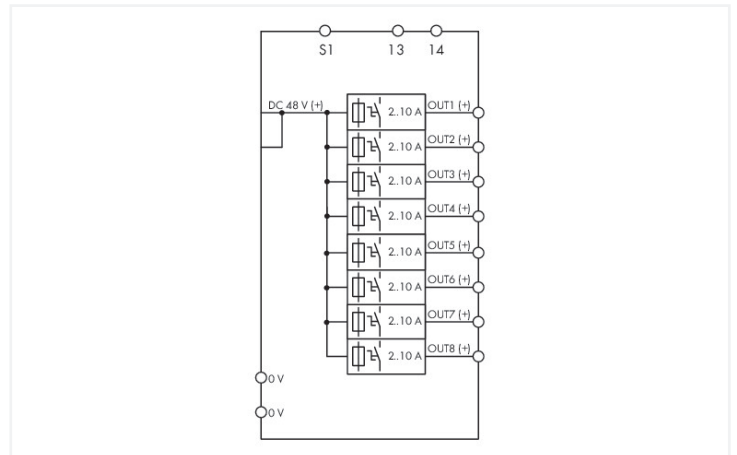 S1 13 14
DC 48 V (+)
2..10 A OUT1 (+)
2..10 A OUT2 (+)
2..10 A OUT3 (+)
2..10 A OUT4 (+)
2..10 A OUT5 (+)
2..10 A OUT6 (+)
2..10 A OUT7 (+)
2..10 A OUT8 (+)
0 V
0 V